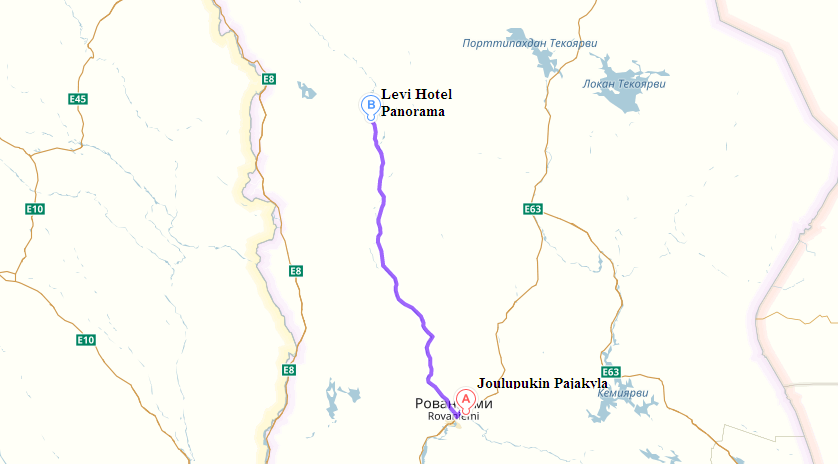 Порттипахдан Текоярви
E8
Локан Текоярви
E45
Levi Hotel
B
Panorama
E10
E63
E8
E10
E8
E63
Joulupukin Pajakyla
Кемиярви
A
Rovaniemi